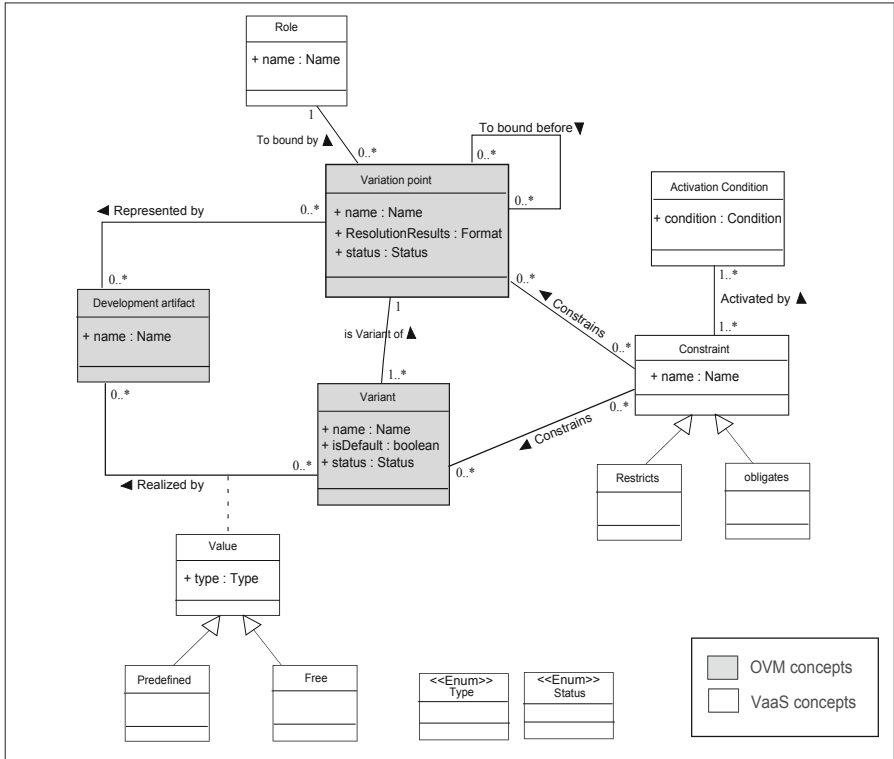 Role
+ name : Name
1
To bound by ▲
0..*
To bound before ▼
0..*
0..*
Variation point
+ name : Name
+ ResolutionResults : Format
+ status : Status
Activation Condition
+ condition : Condition
◀ Represented by
0..*
0..*
Development artifact
+ name : Name
0..*
1
is Variant of ▲
1..*
0..*
◀ Constrains
0..*
1..*
Activated by ▲
1..*
Constraint
+ name : Name
Variant
+ name : Name
+ isDefault : boolean
+ status : Status
0..*
◀ Constrains
0..*
0..*
◀ Realized by
Restricts
obligates
Value
+ type : Type
Predefined
Free
<<Enum>>
Type
<<Enum>>
Status
OVM concepts
VaaS concepts